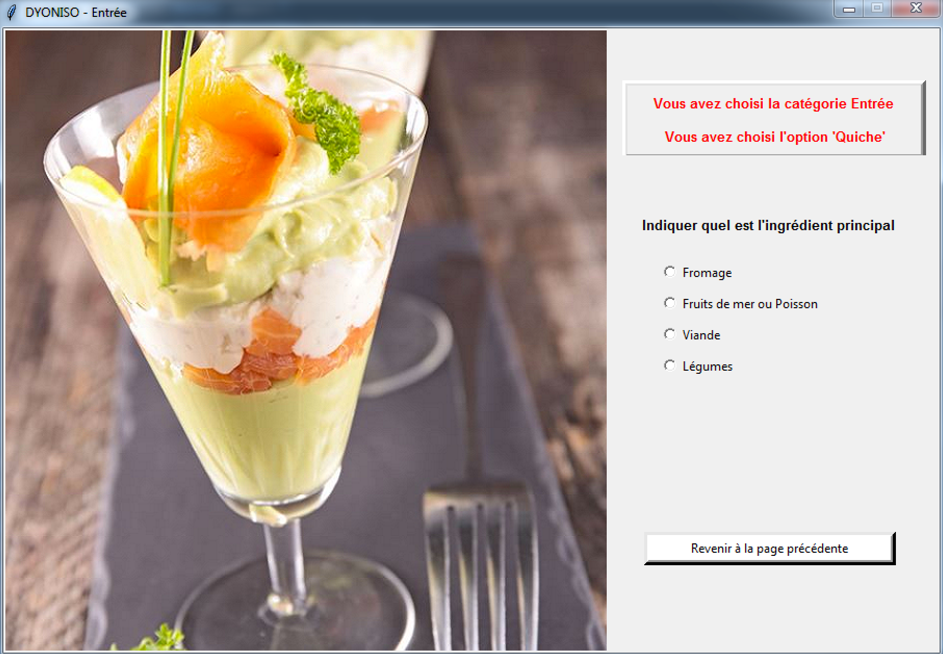 DYONISO - Entrée
Vous avez choisi la catégorie Entrée
Vous avez choisi l'option 'Quiche'
Indiquer quel est l'ingrédient principal
Fromage
Fruits de mer ou Poisson
Viande
Légumes
Revenir à la page précédente